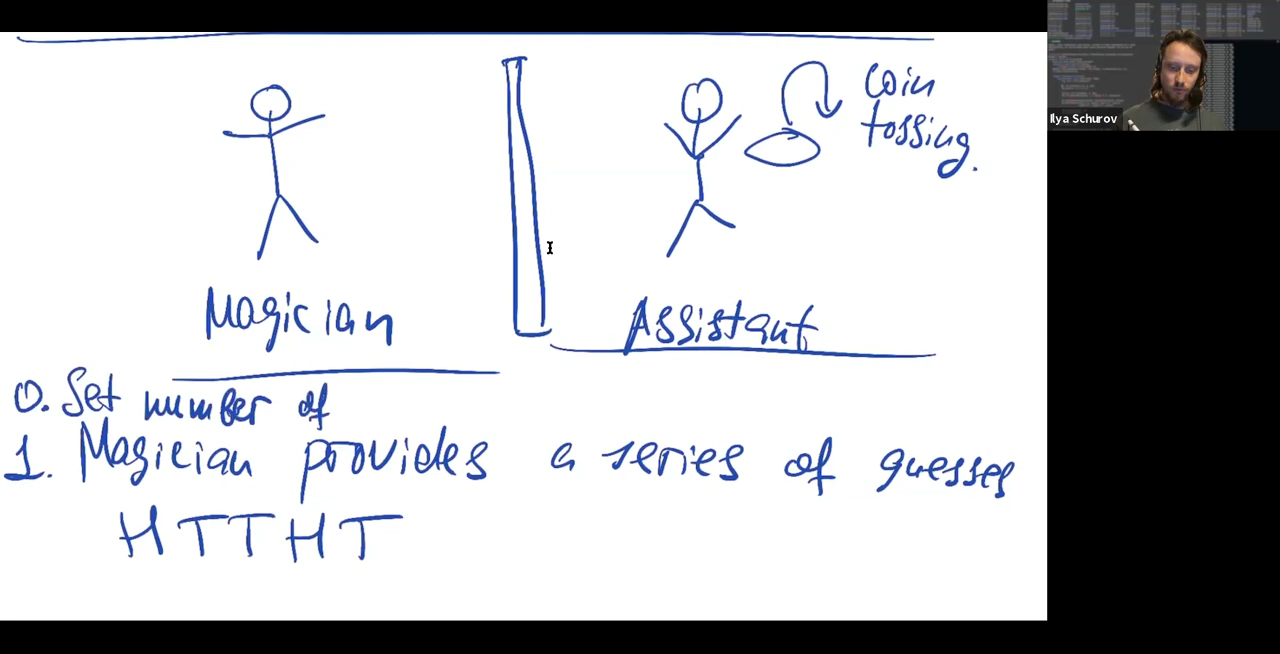 coin
tossing.
Ilya Schurov
Magician
Assistant
0. Set number of
1. Magician provides a series of guesses
HTTHT